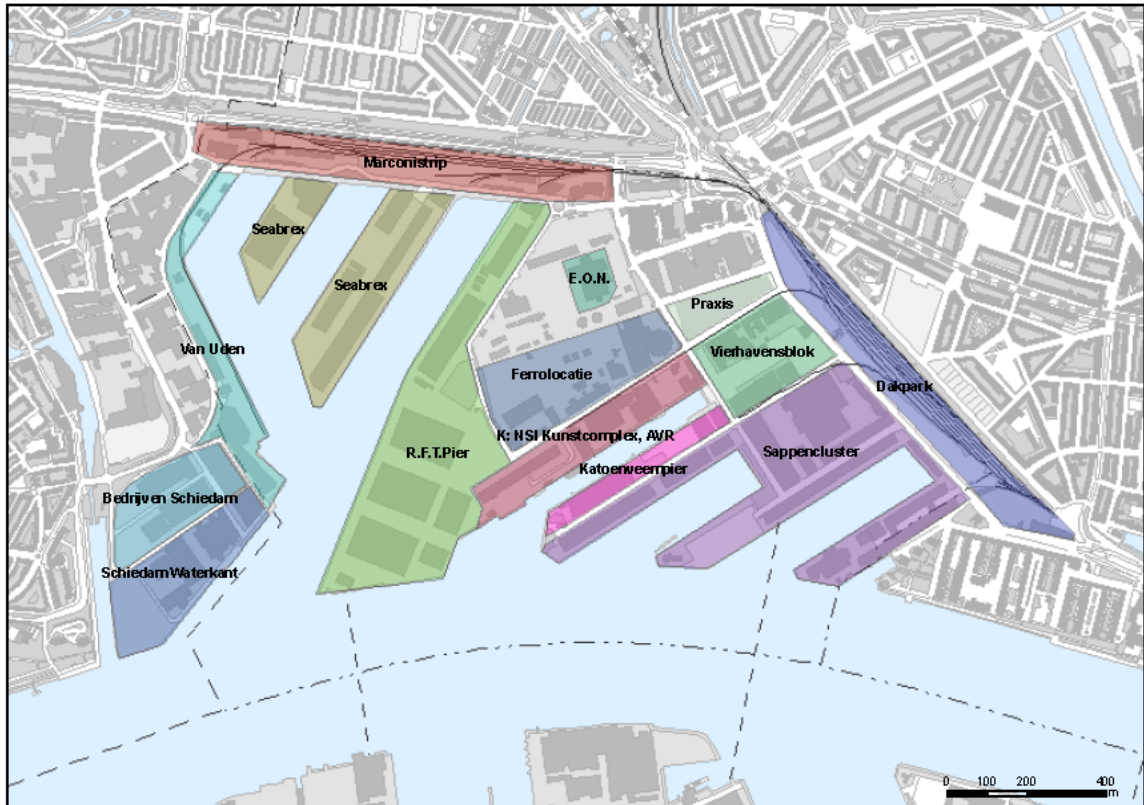 Marconistrip
Seabrex
E.O.N.
Seabrex
Praxis
Van Uden
Vierhavensblok
Ferrolocatie
Dakpark
K: NSI Kunstcomplex, AVR
R.F.T.Pier
Sappencluster
Katoenveempier
Bedrijven Schiedam
Schiedam Waterkant
0 100 200 400
m